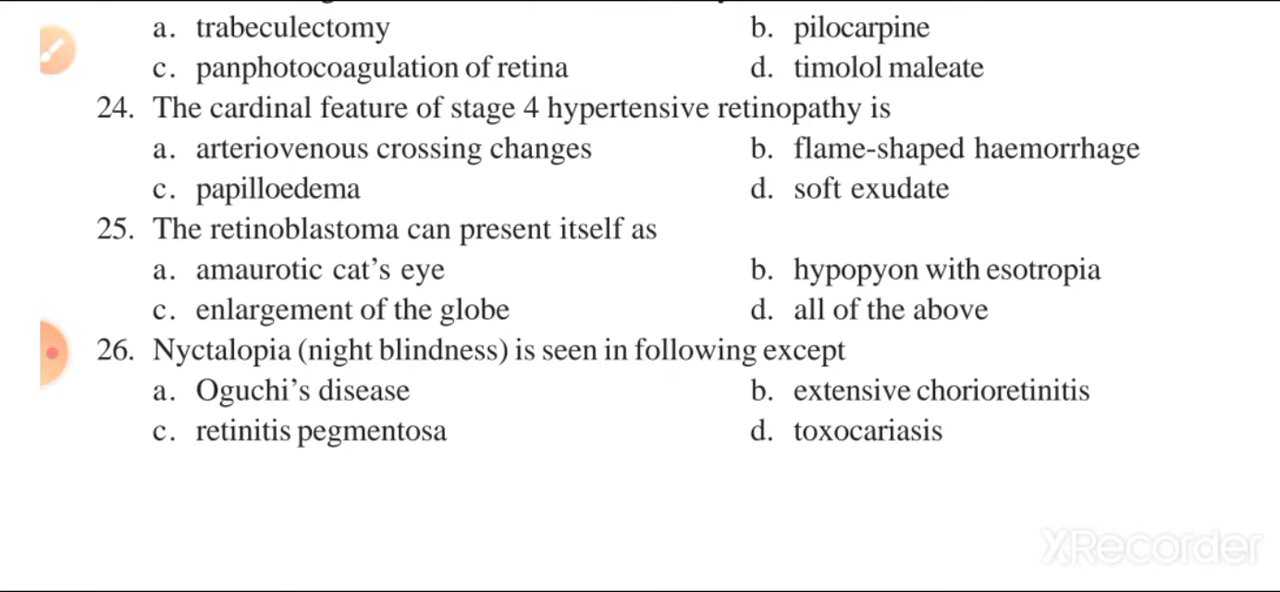 a. trabeculectomy b. pilocarpine
c. panphotocoagulation of retina d. timolol maleate
24. The cardinal feature of stage 4 hypertensive retinopathy is
a. arteriovenous crossing changes b. flame-shaped haemorrhage
c. papilloedema d. soft exudate
25. The retinoblastoma can present itself as
a. amaurotic cat’s eye b. hypopyon with esotropia
c. enlargement of the globe d. all of the above
26. Nyctalopia (night blindness) is seen in following except
a. Oguchi’s disease b. extensive chorioretinitis
c. retinitis pegmentosa d. toxocariasis
XRecorder